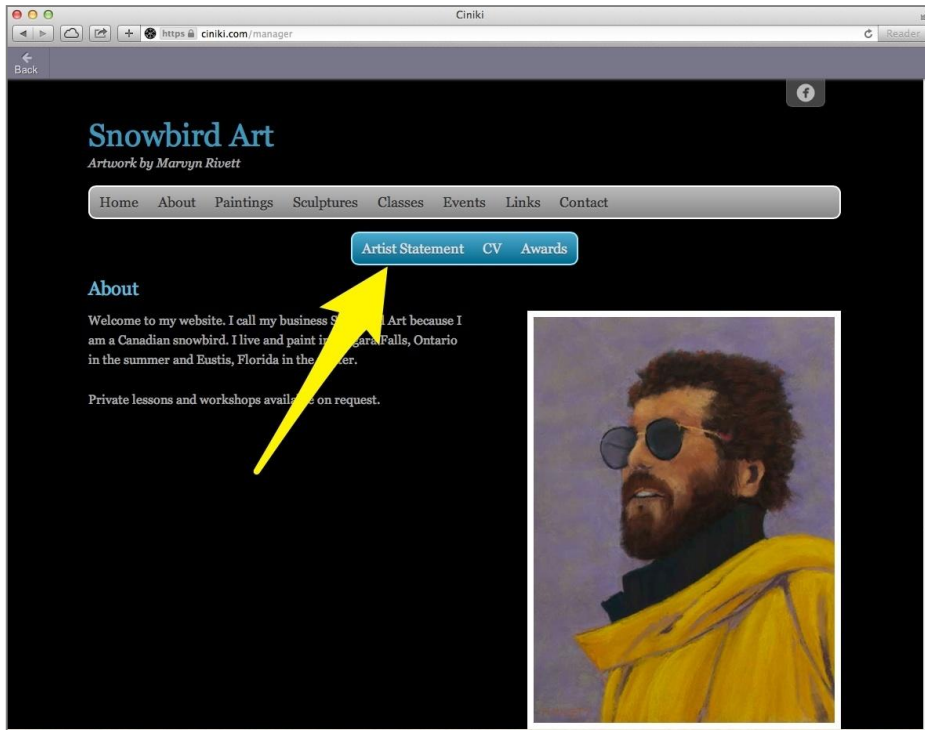 Ciniki
https ciniki.com/manager
Reader
Back
Snowbird Art
Artwork by Marvyn Rivett
Home About Paintings Sculptures Classes Events Links Contact
Artist Statement CV Awards
About
Welcome to my website. I call my business Art because I
am a Canadian snowbird. I live and paint in Falls, Ontario
in the summer and Eustis, Florida in the
Private lessons and workshops on request.